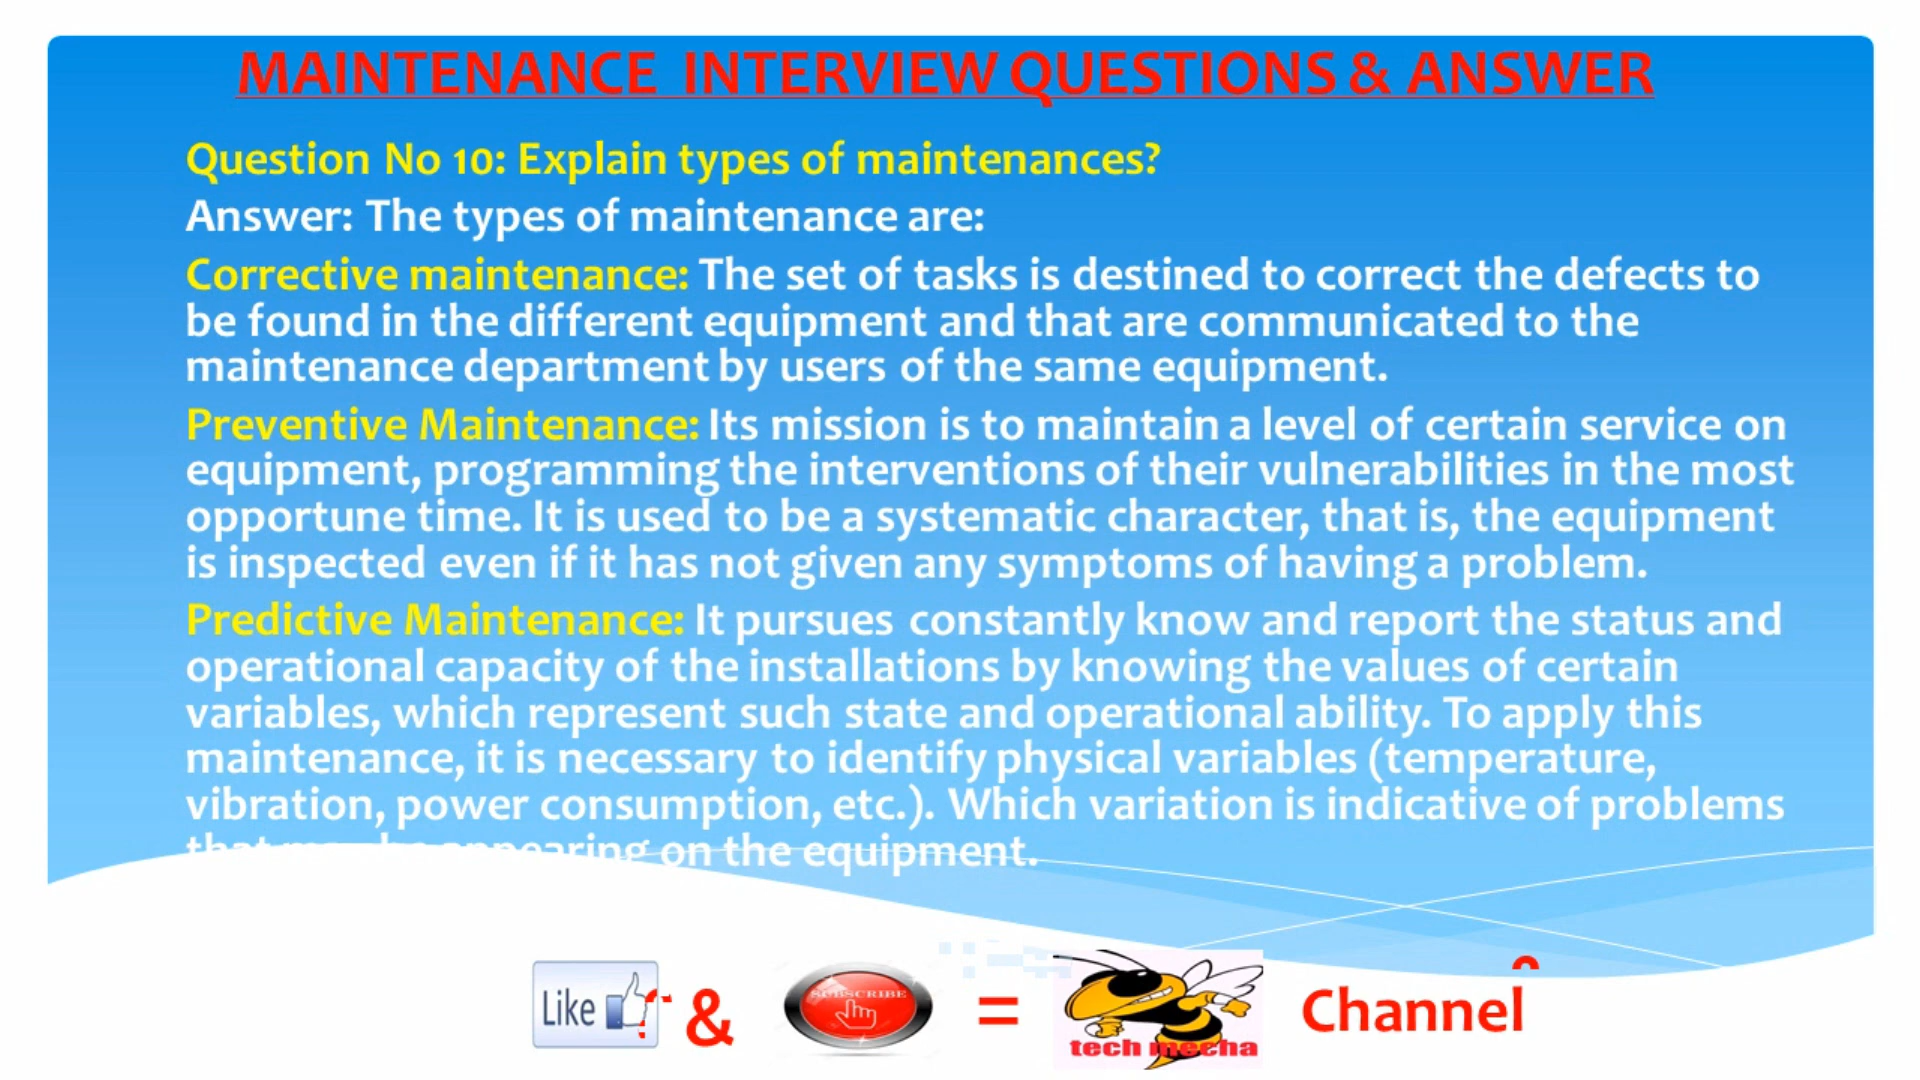 MAINTENANCE INTERVIEW QUESTIONS & ANSWER
Question No 10: Explain types of maintenances?
Answer: The types of maintenance are:
Corrective maintenance: The set of tasks is destined to correct the defects to
be found in the different equipment and that are communicated to the
maintenance department by users of the same equipment.
Preventive Maintenance: Its mission is to maintain a level of certain service on
equipment, programming the interventions of their vulnerabilities in the most
opportune time. It is used to be a systematic character, that is, the equipment
is inspected even if it has not given any symptoms of having a problem.
Predictive Maintenance: It pursues constantly know and report the status and
operational capacity of the installations by knowing the values of certain
variables, which represent such state and operational ability. To apply this
maintenance, it is necessary to identify physical variables (temperature,
vibration, power consumption, etc.). Which variation is indicative of problems
that may be appearing on the equipment.
Like & SUBSCRIBE = tech mecha Channel